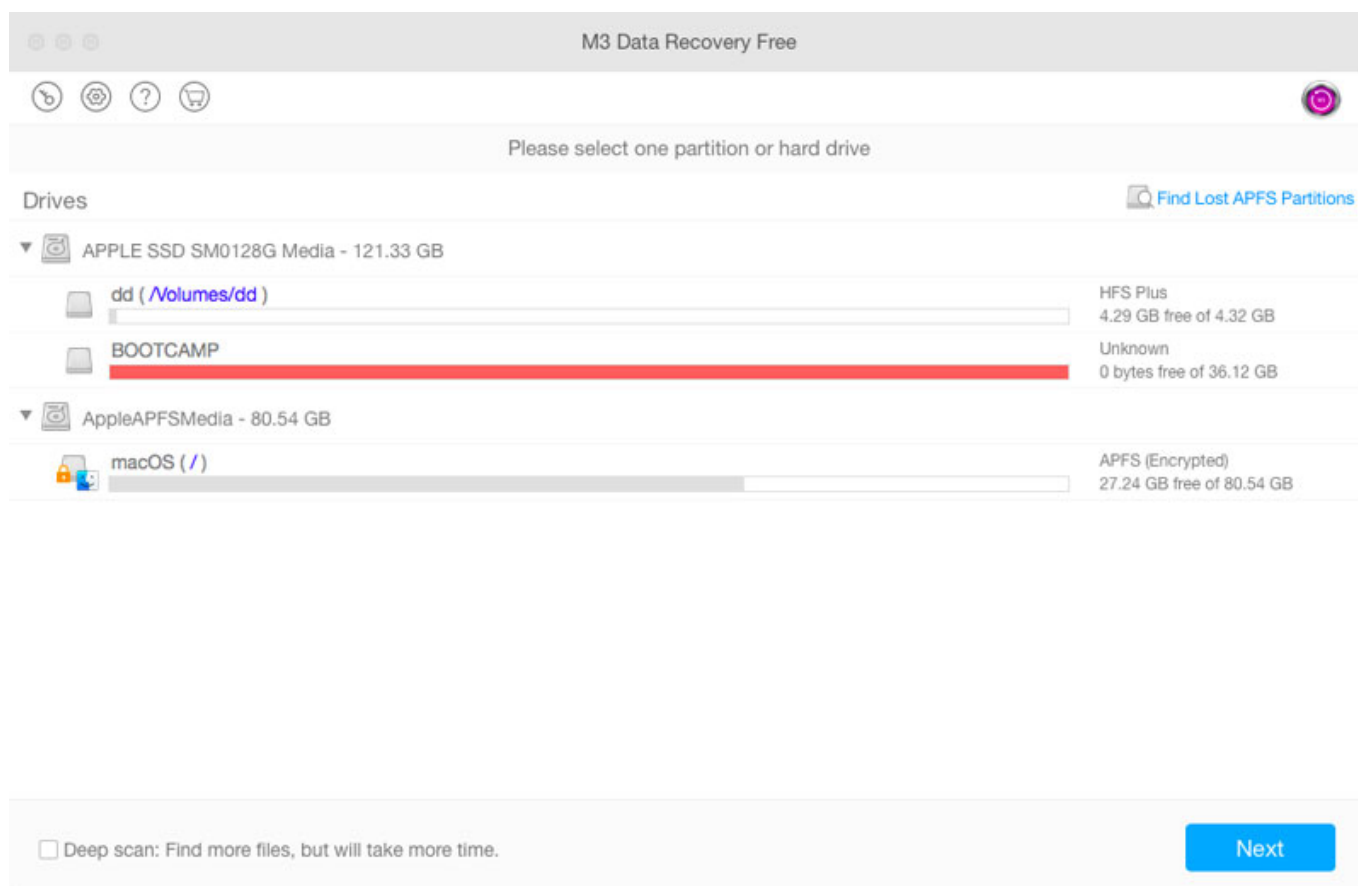 M3 Data Recovery Free
Please select one partition or hard drive
Drives
Find Lost APFS Partitions
APPLE SSD SM0128G Media - 121.33 GB
dd ( /Volumes/dd )
HFS Plus
4.29 GB free of 4.32 GB
BOOTCAMP
Unknown
0 bytes free of 36.12 GB
AppleAPFSMedia - 80.54 GB
macOS ( / )
APFS (Encrypted)
27.24 GB free of 80.54 GB
Deep scan: Find more files, but will take more time.
Next